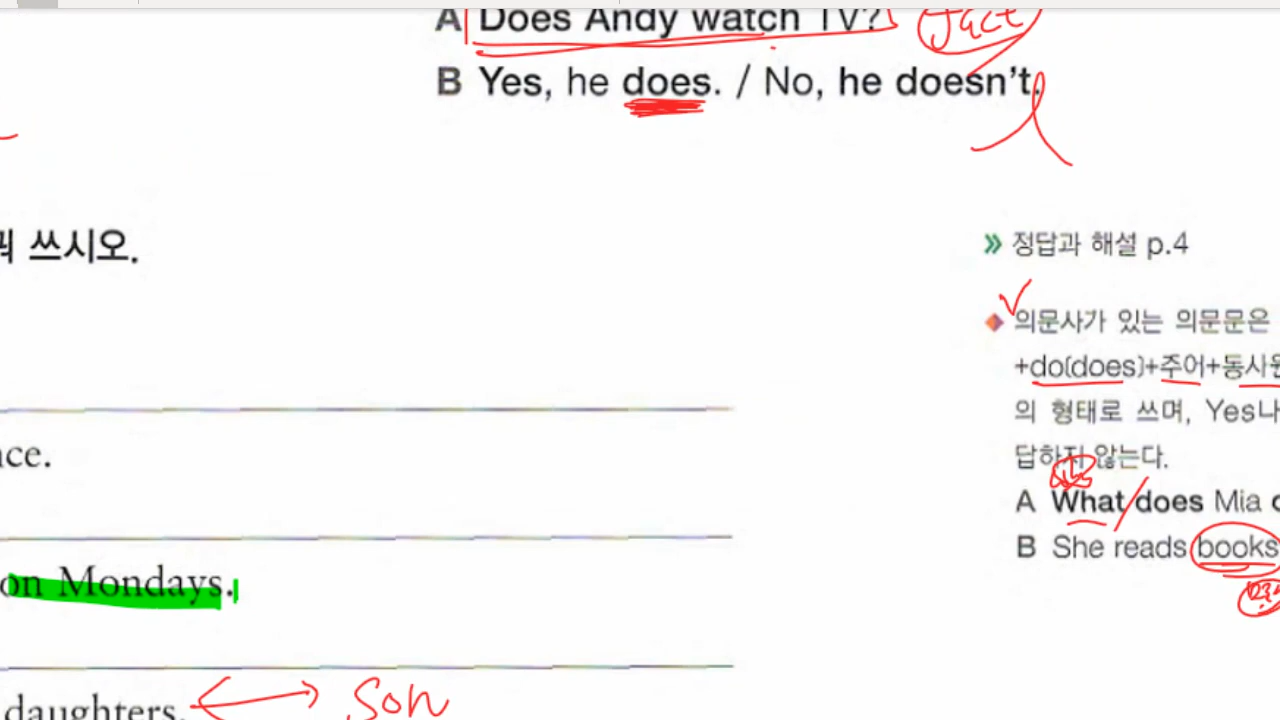 A Does Andy watch TV? fact
B Yes, he does. / No, he doesn't.
쓰시오.
정답과 해설 p.4
의문사가 있는 의문문은
+do(does)+주어+동사원
의 형태로 쓰며, Yes나
답하지 않는다.
A What does Mia
B She reads books
nce.
on Mondays.
daughters. son